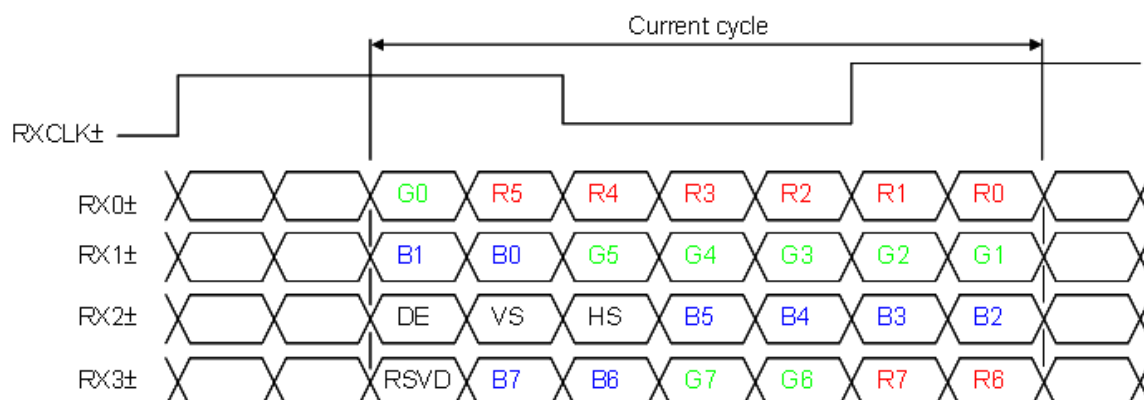 Current cycle
RXCLK±
RX0± G0 R5 R4 R3 R2 R1 R0
RX1± B1 B0 G5 G4 G3 G2 G1
RX2± DE VS HS B5 B4 B3 B2
RX3± RSVD B7 B6 G7 G6 R7 R6